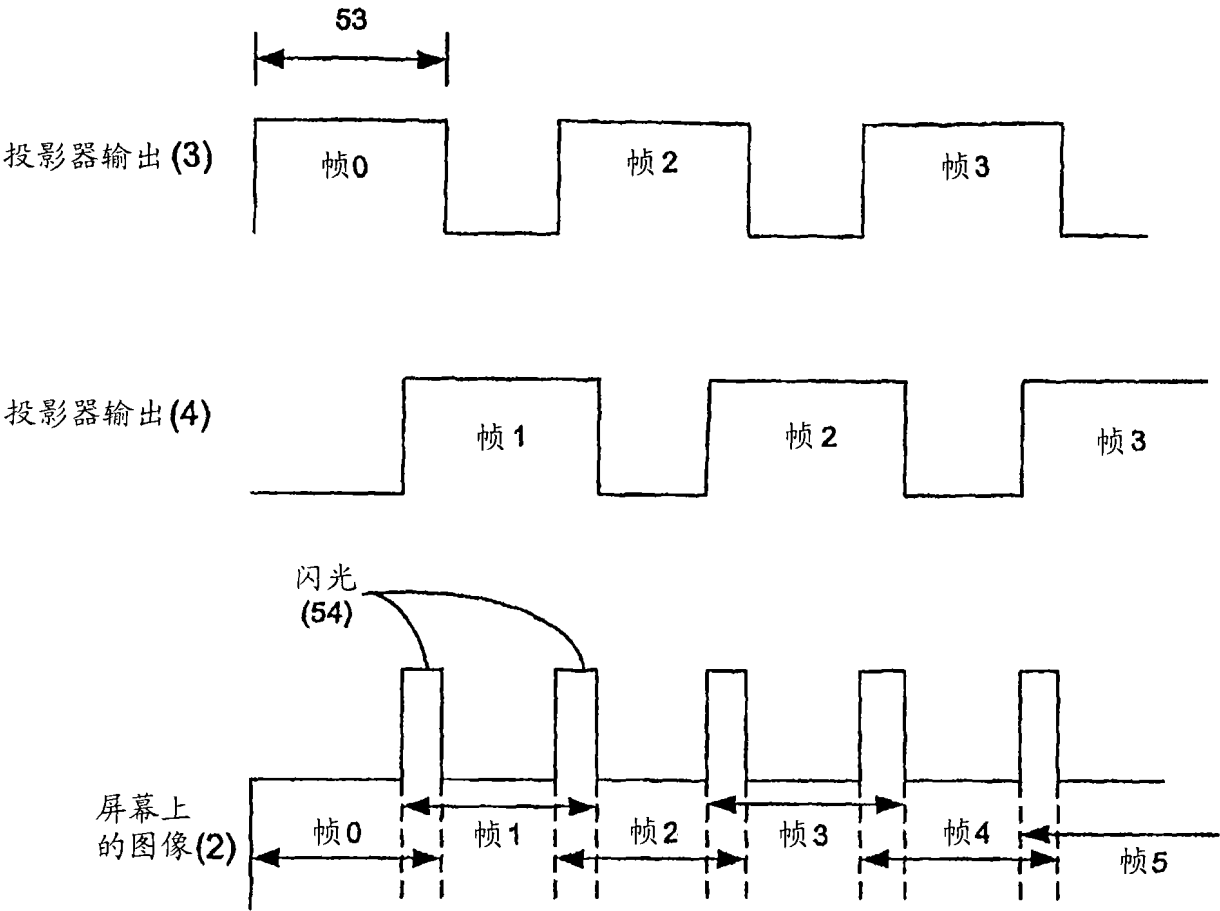 53
投影器输出(3)
帧0
帧2
帧3
投影器输出(4)
帧1
帧2
帧3
闪光
(54)
屏幕上
的图像(2)
帧0
帧1
帧2
帧3
帧4
帧5